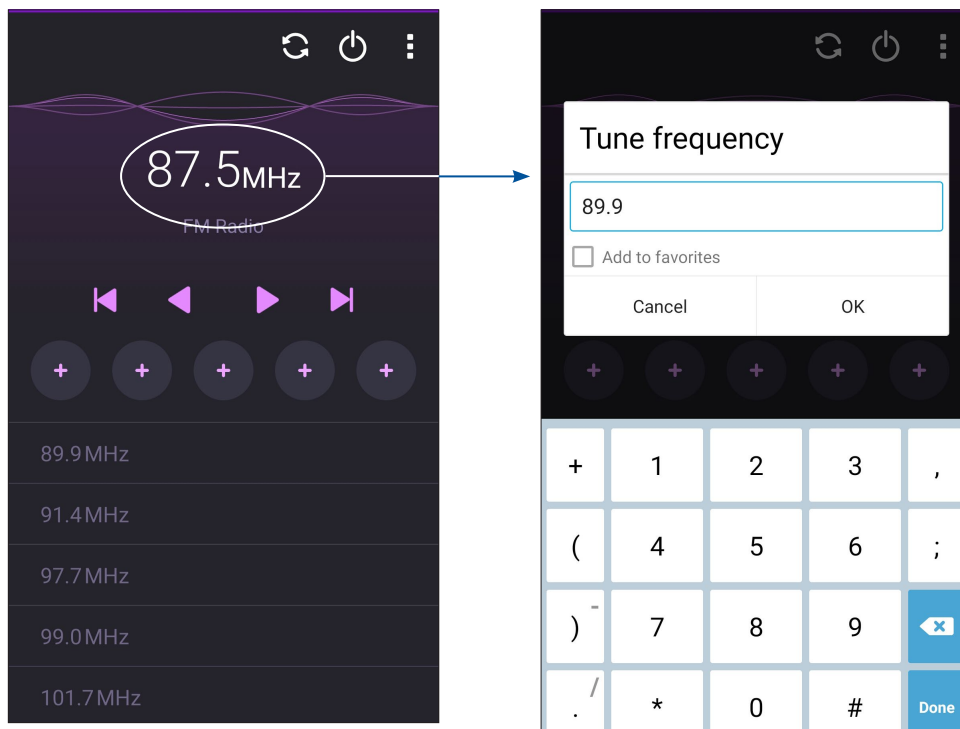 87.5MHz
FM Radio
+ + + + +
89.9MHz
91.4MHz
97.7MHz
99.0MHz
101.7MHz
Tune frequency
89.9
Add to favorites
Cancel OK
+ + + + +
+ 1 2 3 ,
( 4 5 6 ;
) - 7 8 9
. / * 0 # Done